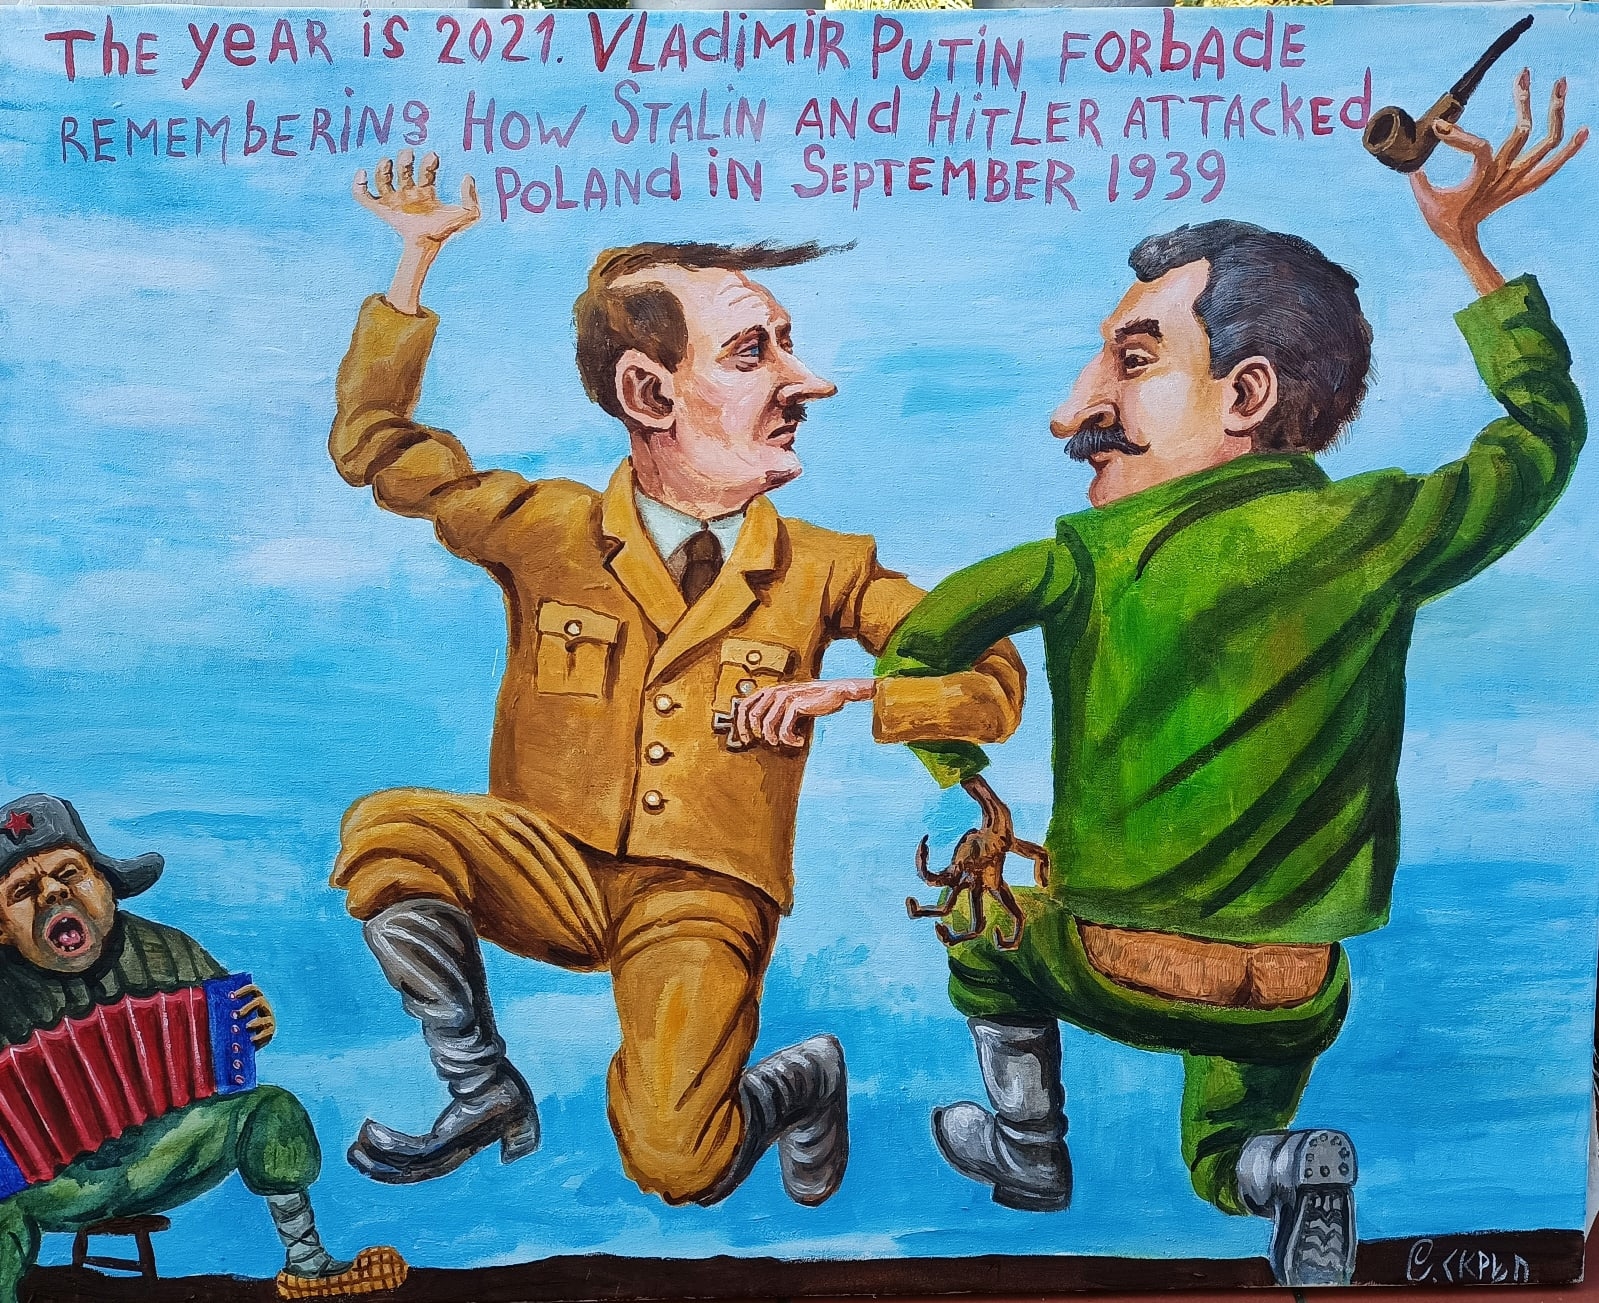 The yeAR is 2021. VLAdiMiR PUTiN FORbAdE
REMEMbERiNg HOW STALiN ANd HiTLER ATTACKEd
POLANd iN SEPTEMBER 1939
С. СКРЫП